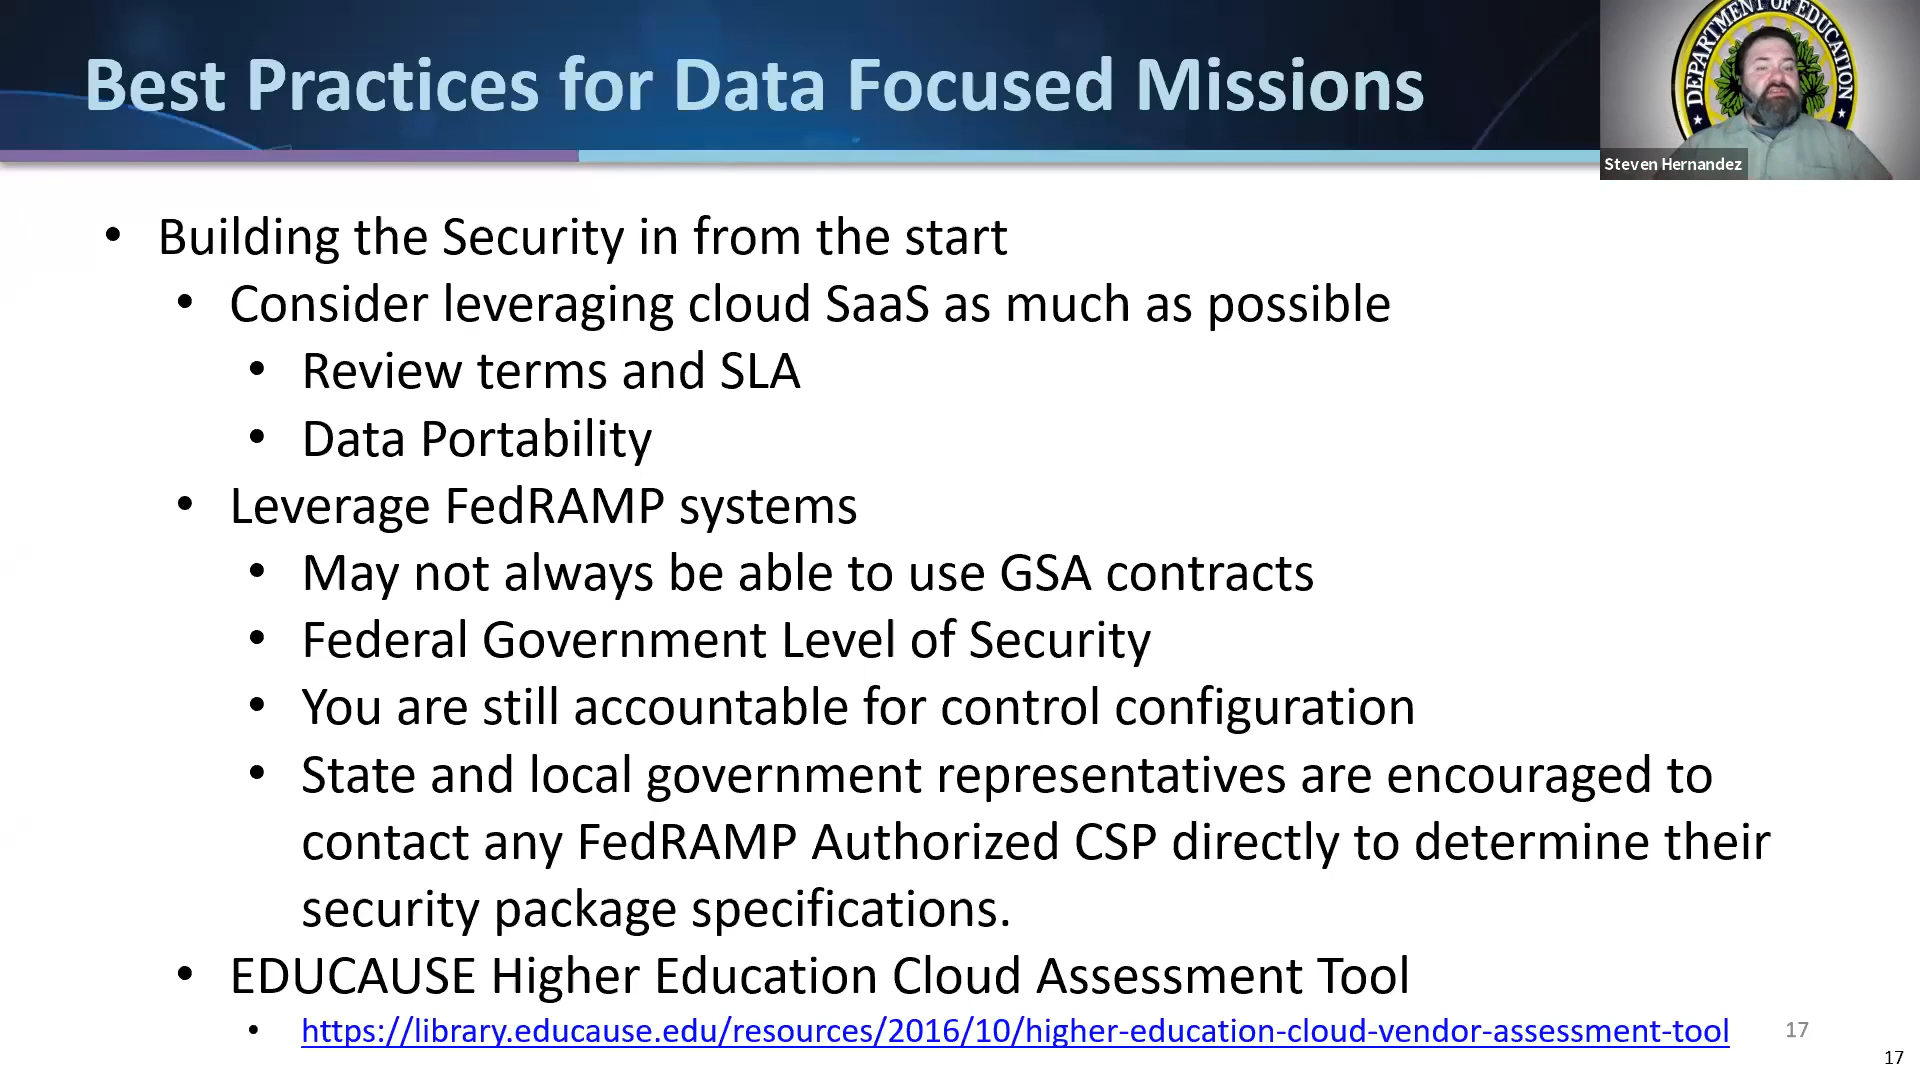 Best Practices for Data Focused Missions
DEPARTMENT OF EDUCATION
Steven Hernandez
• Building the Security in from the start
• Consider leveraging cloud SaaS as much as possible
• Review terms and SLA
• Data Portability
• Leverage FedRAMP systems
• May not always be able to use GSA contracts
• Federal Government Level of Security
• You are still accountable for control configuration
• State and local government representatives are encouraged to
contact any FedRAMP Authorized CSP directly to determine their
security package specifications.
• EDUCAUSE Higher Education Cloud Assessment Tool
• https://library.educause.edu/resources/2016/10/higher-education-cloud-vendor-assessment-tool
17
17